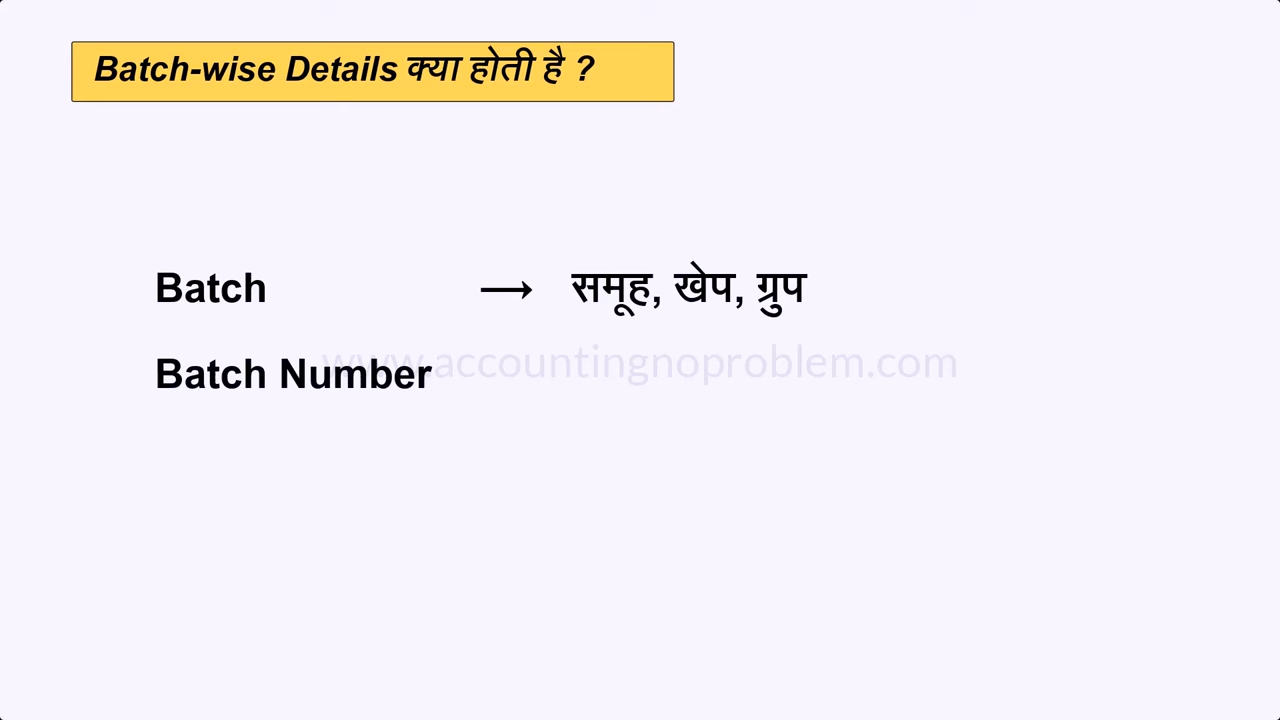 Batch-wise Details क्या होती है ?
Batch ⟶ समूह, खेप, ग्रुप
www.accountingnoproblem.com
Batch Number